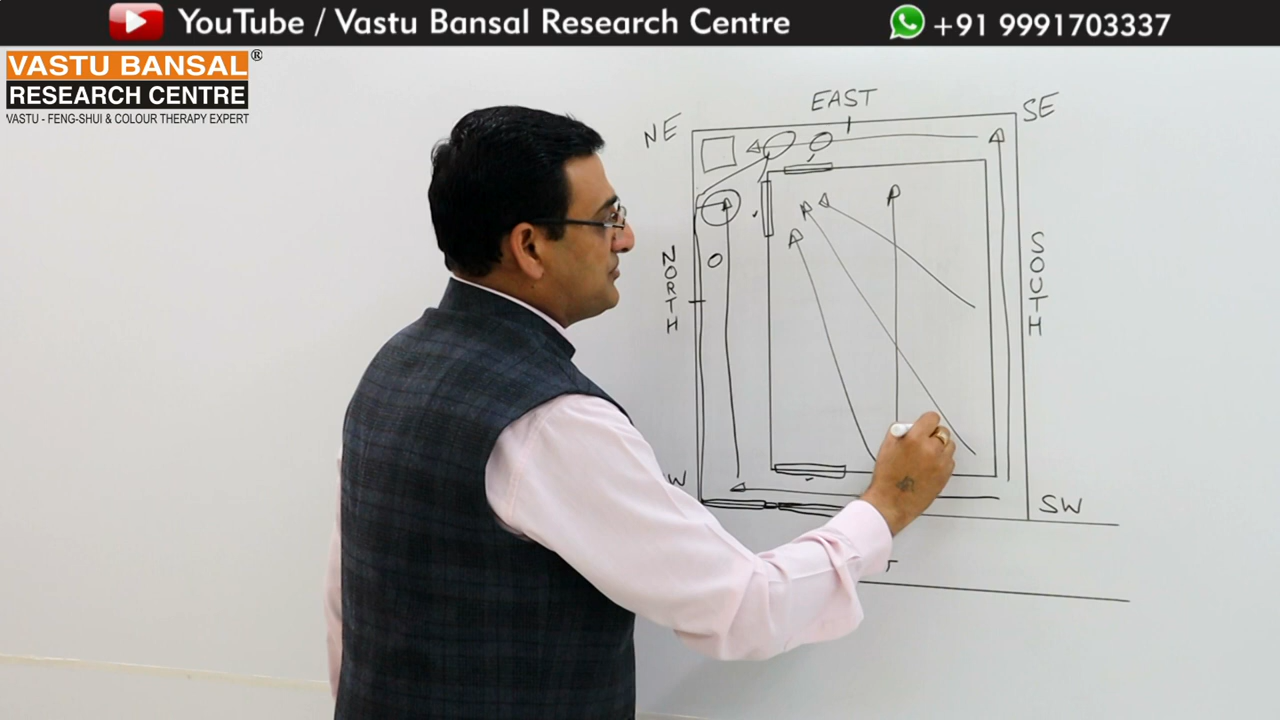 YouTube / Vastu Bansal Research Centre
+91 9991703337
VASTU BANSAL®
RESEARCH CENTRE
VASTU - FENG-SHUI & COLOUR THERAPY EXPERT
EAST
NE
SE
NORTH
SOUTH
W
SW